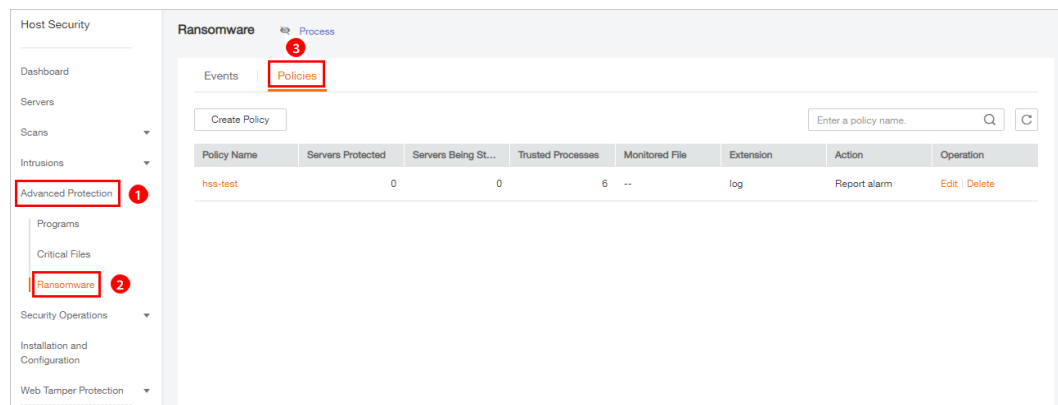 Host Security
Dashboard
Servers
Scans
Intrusions
Advanced Protection
1
Programs
Critical Files
Ransomware
2
Security Operations
Installation and
Configuration
Web Tamper Protection
Ransomware Process
3
Events Policies
Create Policy Enter a policy name.
Policy Name Servers Protected Servers Being St... Trusted Processes Monitored File Extension Action Operation
hss-test 0 0 6 -- log Report alarm Edit Delete